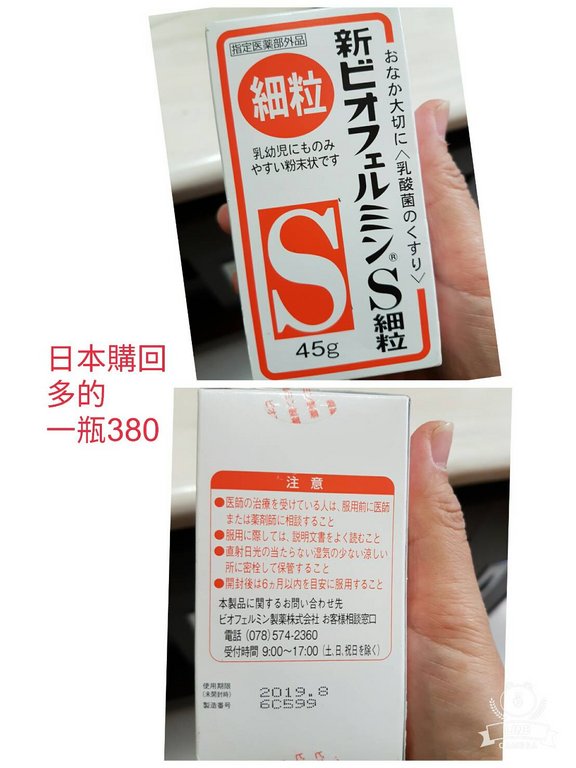 指定医薬部外品
細粒
乳幼児にものみ
やすい粉末状です
S
45g
新ビオフェルミン®S細粒
おなか大切に〈乳酸菌のくすり〉
日本購回
多的
一瓶380
注意
●医師の治療を受けている人は、服用前に医師
または薬剤師に相談すること
●服用に際しては、説明文書をよく読むこと
●直射日光の当たらない湿気の少ない涼しい
所に密栓して保管すること
●開封後は6ヵ月以内を目安に服用すること
本製品に関するお問い合わせ先
ビオフェルミン製薬株式会社 お客様相談窓口
電話 (078) 574-2360
受付時間 9:00~17:00 (土、日、祝日を除く)
使用期限
(未開封時)
2019.8
製造番号
6C599
LINE
CAMERA